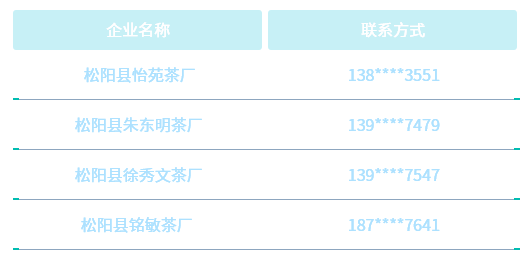 企业名称 联系方式
松阳县怡苑茶厂 138****3551
松阳县朱东明茶厂 139****7479
松阳县徐秀文茶厂 139****7547
松阳县铭敏茶厂 187****7641